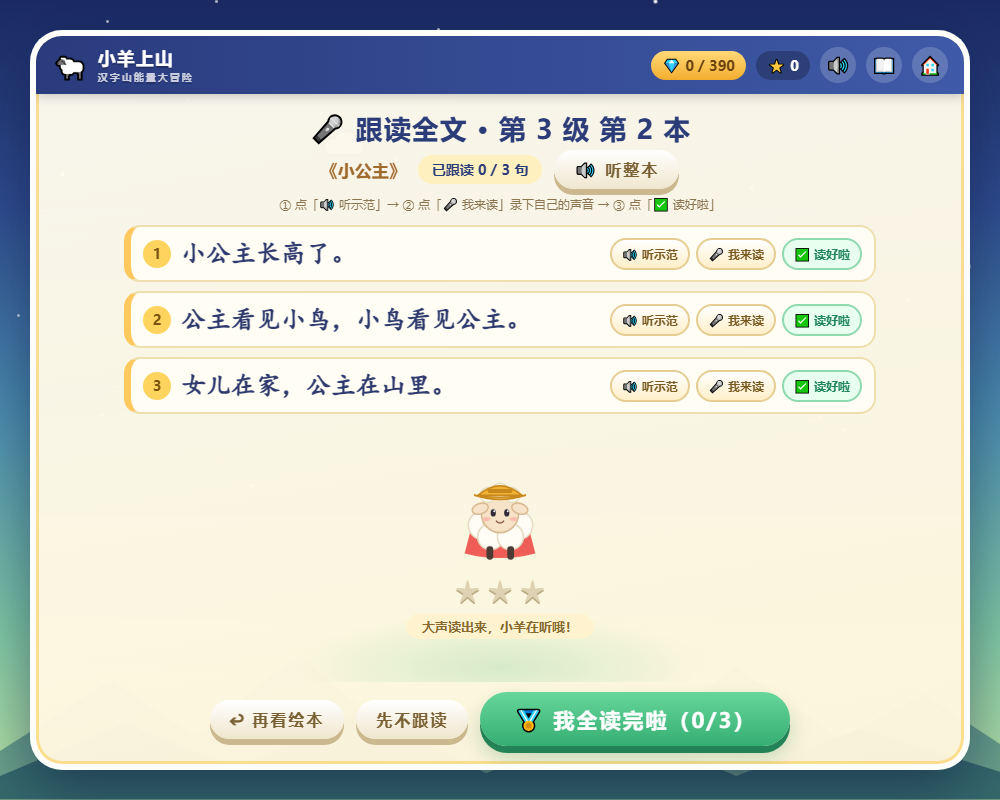 小羊上山
汉字山能量大冒险
0 / 390
0
跟读全文 · 第 3 级 第 2 本
《小公主》 已跟读 0 / 3 句 听整本
① 点「听示范」→ ② 点「我来读」录下自己的声音 → ③ 点「读好啦」
1 小公主长高了。 听示范 我来读 读好啦
2 公主看见小鸟，小鸟看见公主。 听示范 我来读 读好啦
3 女儿在家，公主在山里。 听示范 我来读 读好啦
大声读出来，小羊在听哦！
再看绘本 先不跟读 我全读完啦（0/3）